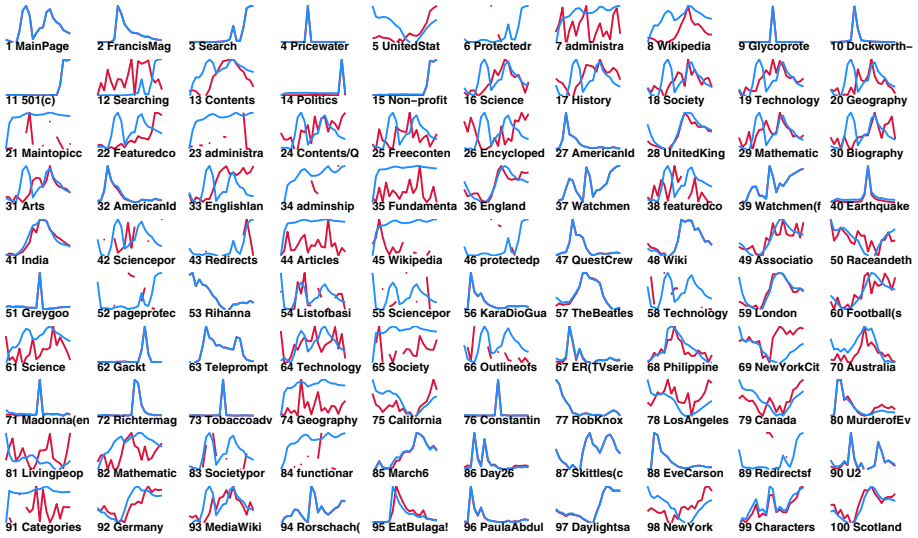 1 MainPage 2 FrancisMag 3 Search 4 Pricewater 5 UnitedStat 6 Protectedr 7 administra 8 Wikipedia 9 Glycoprote 10 Duckworth−
11 501(c) 12 Searching 13 Contents 14 Politics 15 Non−profit 16 Science 17 History 18 Society 19 Technology 20 Geography
21 Maintopicc 22 Featuredco 23 administra 24 Contents/Q 25 Freeconten 26 Encycloped 27 AmericanId 28 UnitedKing 29 Mathematic 30 Biography
31 Arts 32 AmericanId 33 Englishlan 34 adminship 35 Fundamenta 36 England 37 Watchmen 38 featuredco 39 Watchmen(f 40 Earthquake
41 India 42 Sciencepor 43 Redirects 44 Articles 45 Wikipedia 46 protectedp 47 QuestCrew 48 Wiki 49 Associatio 50 Raceandeth
51 Greygoo 52 pageprotec 53 Rihanna 54 Listofbasi 55 Sciencepor 56 KaraDioGua 57 TheBeatles 58 Technology 59 London 60 Football(s
61 Science 62 Gackt 63 Teleprompt 64 Technology 65 Society 66 Outlineofs 67 ER(TVserie 68 Philippine 69 NewYorkCit 70 Australia
71 Madonna(en 72 Richtermag 73 Tobaccoadv 74 Geography 75 California 76 Constantin 77 RobKnox 78 LosAngeles 79 Canada 80 MurderofEv
81 Livingpeop 82 Mathematic 83 Societypor 84 functionar 85 March6 86 Day26 87 Skittles(c 88 EveCarson 89 Redirectsf 90 U2
91 Categories 92 Germany 93 MediaWiki 94 Rorschach( 95 EatBulaga! 96 PaulaAbdul 97 Daylightsa 98 NewYork 99 Characters 100 Scotland